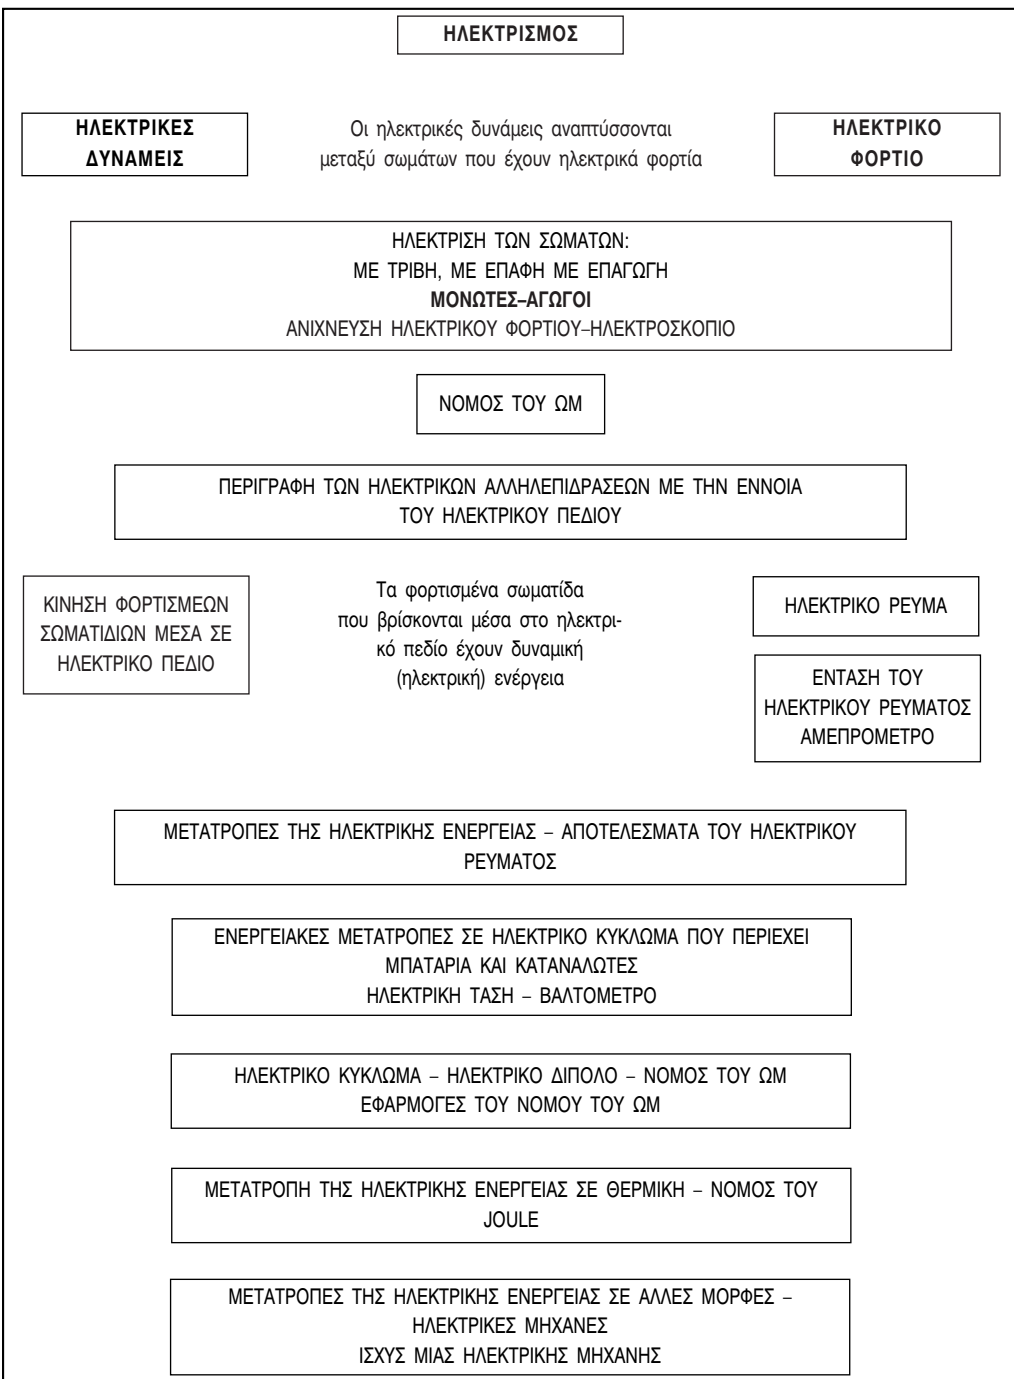 ΗΛΕΚΤΡΙΣΜΟΣ
ΗΛΕΚΤΡΙΚΕΣ
ΔΥΝΑΜΕΙΣ
Οι ηλεκτρικές δυνάμεις αναπτύσσονται
μεταξύ σωμάτων που έχουν ηλεκτρικά φορτία
ΗΛΕΚΤΡΙΚΟ
ΦΟΡΤΙΟ
ΗΛΕΚΤΡΙΣΗ ΤΩΝ ΣΩΜΑΤΩΝ:
ΜΕ ΤΡΙΒΗ, ΜΕ ΕΠΑΦΗ ΜΕ ΕΠΑΓΩΓΗ
ΜΟΝΩΤΕΣ–ΑΓΩΓΟΙ
ΑΝΙΧΝΕΥΣΗ ΗΛΕΚΤΡΙΚΟΥ ΦΟΡΤΙΟΥ–ΗΛΕΚΤΡΟΣΚΟΠΙΟ
ΝΟΜΟΣ ΤΟΥ ΩΜ
ΠΕΡΙΓΡΑΦΗ ΤΩΝ ΗΛΕΚΤΡΙΚΩΝ ΑΛΛΗΛΕΠΙΔΡΑΣΕΩΝ ΜΕ ΤΗΝ ΕΝΝΟΙΑ
ΤΟΥ ΗΛΕΚΤΡΙΚΟΥ ΠΕΔΙΟΥ
ΚΙΝΗΣΗ ΦΟΡΤΙΣΜΕΩΝ
ΣΩΜΑΤΙΔΙΩΝ ΜΕΣΑ ΣΕ
ΗΛΕΚΤΡΙΚΟ ΠΕΔΙΟ
Τα φορτισμένα σωματίδα
που βρίσκονται μέσα στο ηλεκτρι-
κό πεδίο έχουν δυναμική
(ηλεκτρική) ενέργεια
ΗΛΕΚΤΡΙΚΟ ΡΕΥΜΑ
ΕΝΤΑΣΗ ΤΟΥ
ΗΛΕΚΤΡΙΚΟΥ ΡΕΥΜΑΤΟΣ
ΑΜΕΠΡΟΜΕΤΡΟ
ΜΕΤΑΤΡΟΠΕΣ ΤΗΣ ΗΛΕΚΤΡΙΚΗΣ ΕΝΕΡΓΕΙΑΣ – ΑΠΟΤΕΛΕΣΜΑΤΑ ΤΟΥ ΗΛΕΚΤΡΙΚΟΥ
ΡΕΥΜΑΤΟΣ
ΕΝΕΡΓΕΙΑΚΕΣ ΜΕΤΑΤΡΟΠΕΣ ΣΕ ΗΛΕΚΤΡΙΚΟ ΚΥΚΛΩΜΑ ΠΟΥ ΠΕΡΙΕΧΕΙ
ΜΠΑΤΑΡΙΑ ΚΑΙ ΚΑΤΑΝΑΛΩΤΕΣ
ΗΛΕΚΤΡΙΚΗ ΤΑΣΗ – ΒΑΛΤΟΜΕΤΡΟ
ΗΛΕΚΤΡΙΚΟ ΚΥΚΛΩΜΑ – ΗΛΕΚΤΡΙΚΟ ΔΙΠΟΛΟ – ΝΟΜΟΣ ΤΟΥ ΩΜ
ΕΦΑΡΜΟΓΕΣ ΤΟΥ ΝΟΜΟΥ ΤΟΥ ΩΜ
ΜΕΤΑΤΡΟΠΗ ΤΗΣ ΗΛΕΚΤΡΙΚΗΣ ΕΝΕΡΓΕΙΑΣ ΣΕ ΘΕΡΜΙΚΗ – ΝΟΜΟΣ ΤΟΥ
JOULE
ΜΕΤΑΤΡΟΠΕΣ ΤΗΣ ΗΛΕΚΤΡΙΚΗΣ ΕΝΕΡΓΕΙΑΣ ΣΕ ΑΛΛΕΣ ΜΟΡΦΕΣ –
ΗΛΕΚΤΡΙΚΕΣ ΜΗΧΑΝΕΣ
ΙΣΧΥΣ ΜΙΑΣ ΗΛΕΚΤΡΙΚΗΣ ΜΗΧΑΝΗΣ